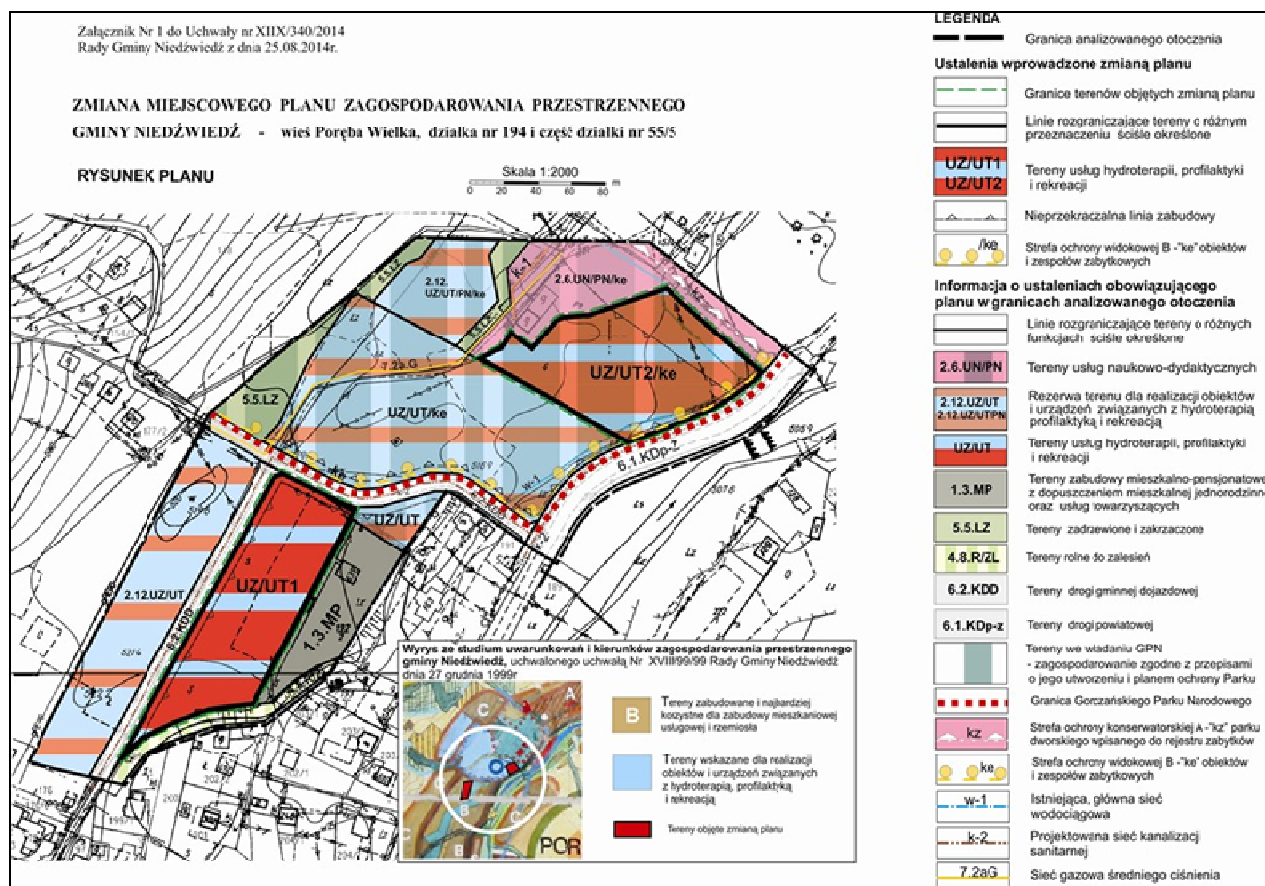 Załącznik Nr 1 do Uchwały nr XIIX/340/2014
Rady Gminy Niedźwiedź z dnia 25.08.2014r.
ZMIANA MIEJSCOWEGO PLANU ZAGOSPODAROWANIA PRZESTRZENNEGO
GMINY NIEDŹWIEDŹ - wieś Poręba Wielka, działka nr 194 i część działki nr 55/5
RYSUNEK PLANU
Skala 1:2000
0 20 40 60 80 m
5.5.LZ
2.12.
UZ/UT/PN/ke
k-1
2.6.UN/PN/ke
kz
UZ/UT2/ke
5.5.LZ
UZ/UT/ke
6.1.KDp-z
w-1
UZ/UT
2.12.UZ/UT
6.2.KDD
UZ/UT1
1.3.MP
Wyrys ze studium uwarunkowań i kierunków zagospodarowania przestrzennego
gminy Niedźwiedź, uchwalonego uchwałą Nr XVIII/99/99 Rady Gminy Niedźwiedź
dnia 27 grudnia 1999r
A
C
B
C
B
POR
B
Tereny zabudowane i najbardziej
korzystne dla zabudowy mieszkaniowej
usługowej i rzemiosła
Tereny wskazane dla realizacji
obiektów i urządzeń związanych
z hydroterapią, profilaktyką
i rekreacją
Tereny objęte zmianą planu
LEGENDA
Granica analizowanego otoczenia
Ustalenia wprowadzone zmianą planu
Granice terenów objętych zmianą planu
Linie rozgraniczające tereny o różnym
przeznaczeniu ściśle określone
UZ/UT1
UZ/UT2
Tereny usług hydroterapii, profilaktyki
i rekreacji
Nieprzekraczalna linia zabudowy
/ke
Strefa ochrony widokowej B -"ke" obiektów
i zespołów zabytkowych
Informacja o ustaleniach obowiązującego
planu w granicach analizowanego otoczenia
Linie rozgraniczające tereny o różnych
funkcjach ściśle określone
2.6.UN/PN
Tereny usług naukowo-dydaktycznych
2.12.UZ/UT
2.12.UZ/UTPN
Rezerwa terenu dla realizacji obiektów
i urządzeń związanych z hydroterapią
profilaktyką i rekreacją
UZ/UT
Tereny usług hydroterapii, profilaktyki
i rekreacji
1.3.MP
Tereny zabudowy mieszkalno-pensjonatowe
z dopuszczeniem mieszkalnej jednorodzinne
oraz usług towarzyszących
5.5.LZ
Tereny zadrzewione i zakrzaczone
4.8.R/ZL
Tereny rolne do zalesień
6.2.KDD
Tereny drogi gminnej dojazdowej
6.1.KDp-z
Tereny drogi powiatowej
Tereny we władaniu GPN
- zagospodarowanie zgodne z przepisami
o jego utworzeniu i planem ochrony Parku
Granica Gorczańskiego Parku Narodowego
kz
Strefa ochrony konserwatorskiej A -"kz" parku
dworskiego wpisanego do rejestru zabytków
ke
Strefa ochrony widokowej B -"ke" obiektów
i zespołów zabytkowych
w-1
Istniejąca, główna sieć
wodociągowa
k-2
Projektowana sieć kanalizacji
sanitarnej
7.2aG
Sieć gazowa średniego ciśnienia